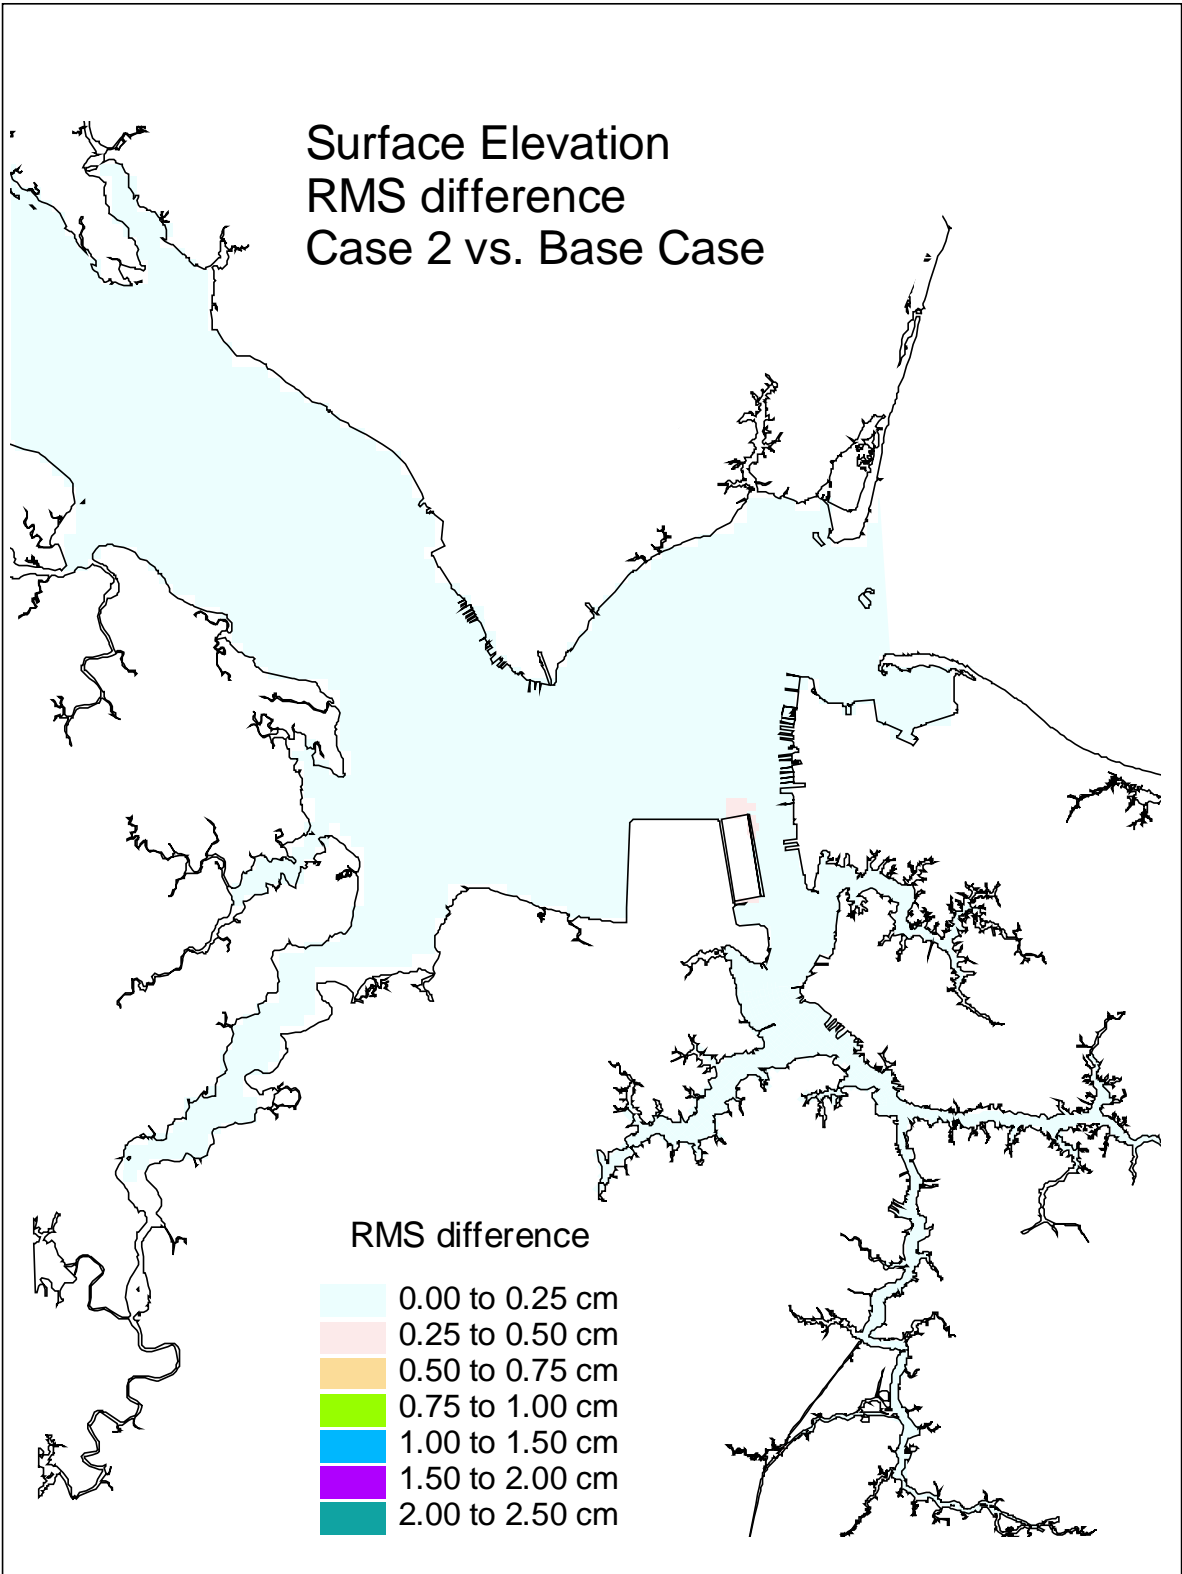 Surface Elevation
RMS difference
Case 2 vs. Base Case
RMS difference
0.00 to 0.25 cm
0.25 to 0.50 cm
0.50 to 0.75 cm
0.75 to 1.00 cm
1.00 to 1.50 cm
1.50 to 2.00 cm
2.00 to 2.50 cm